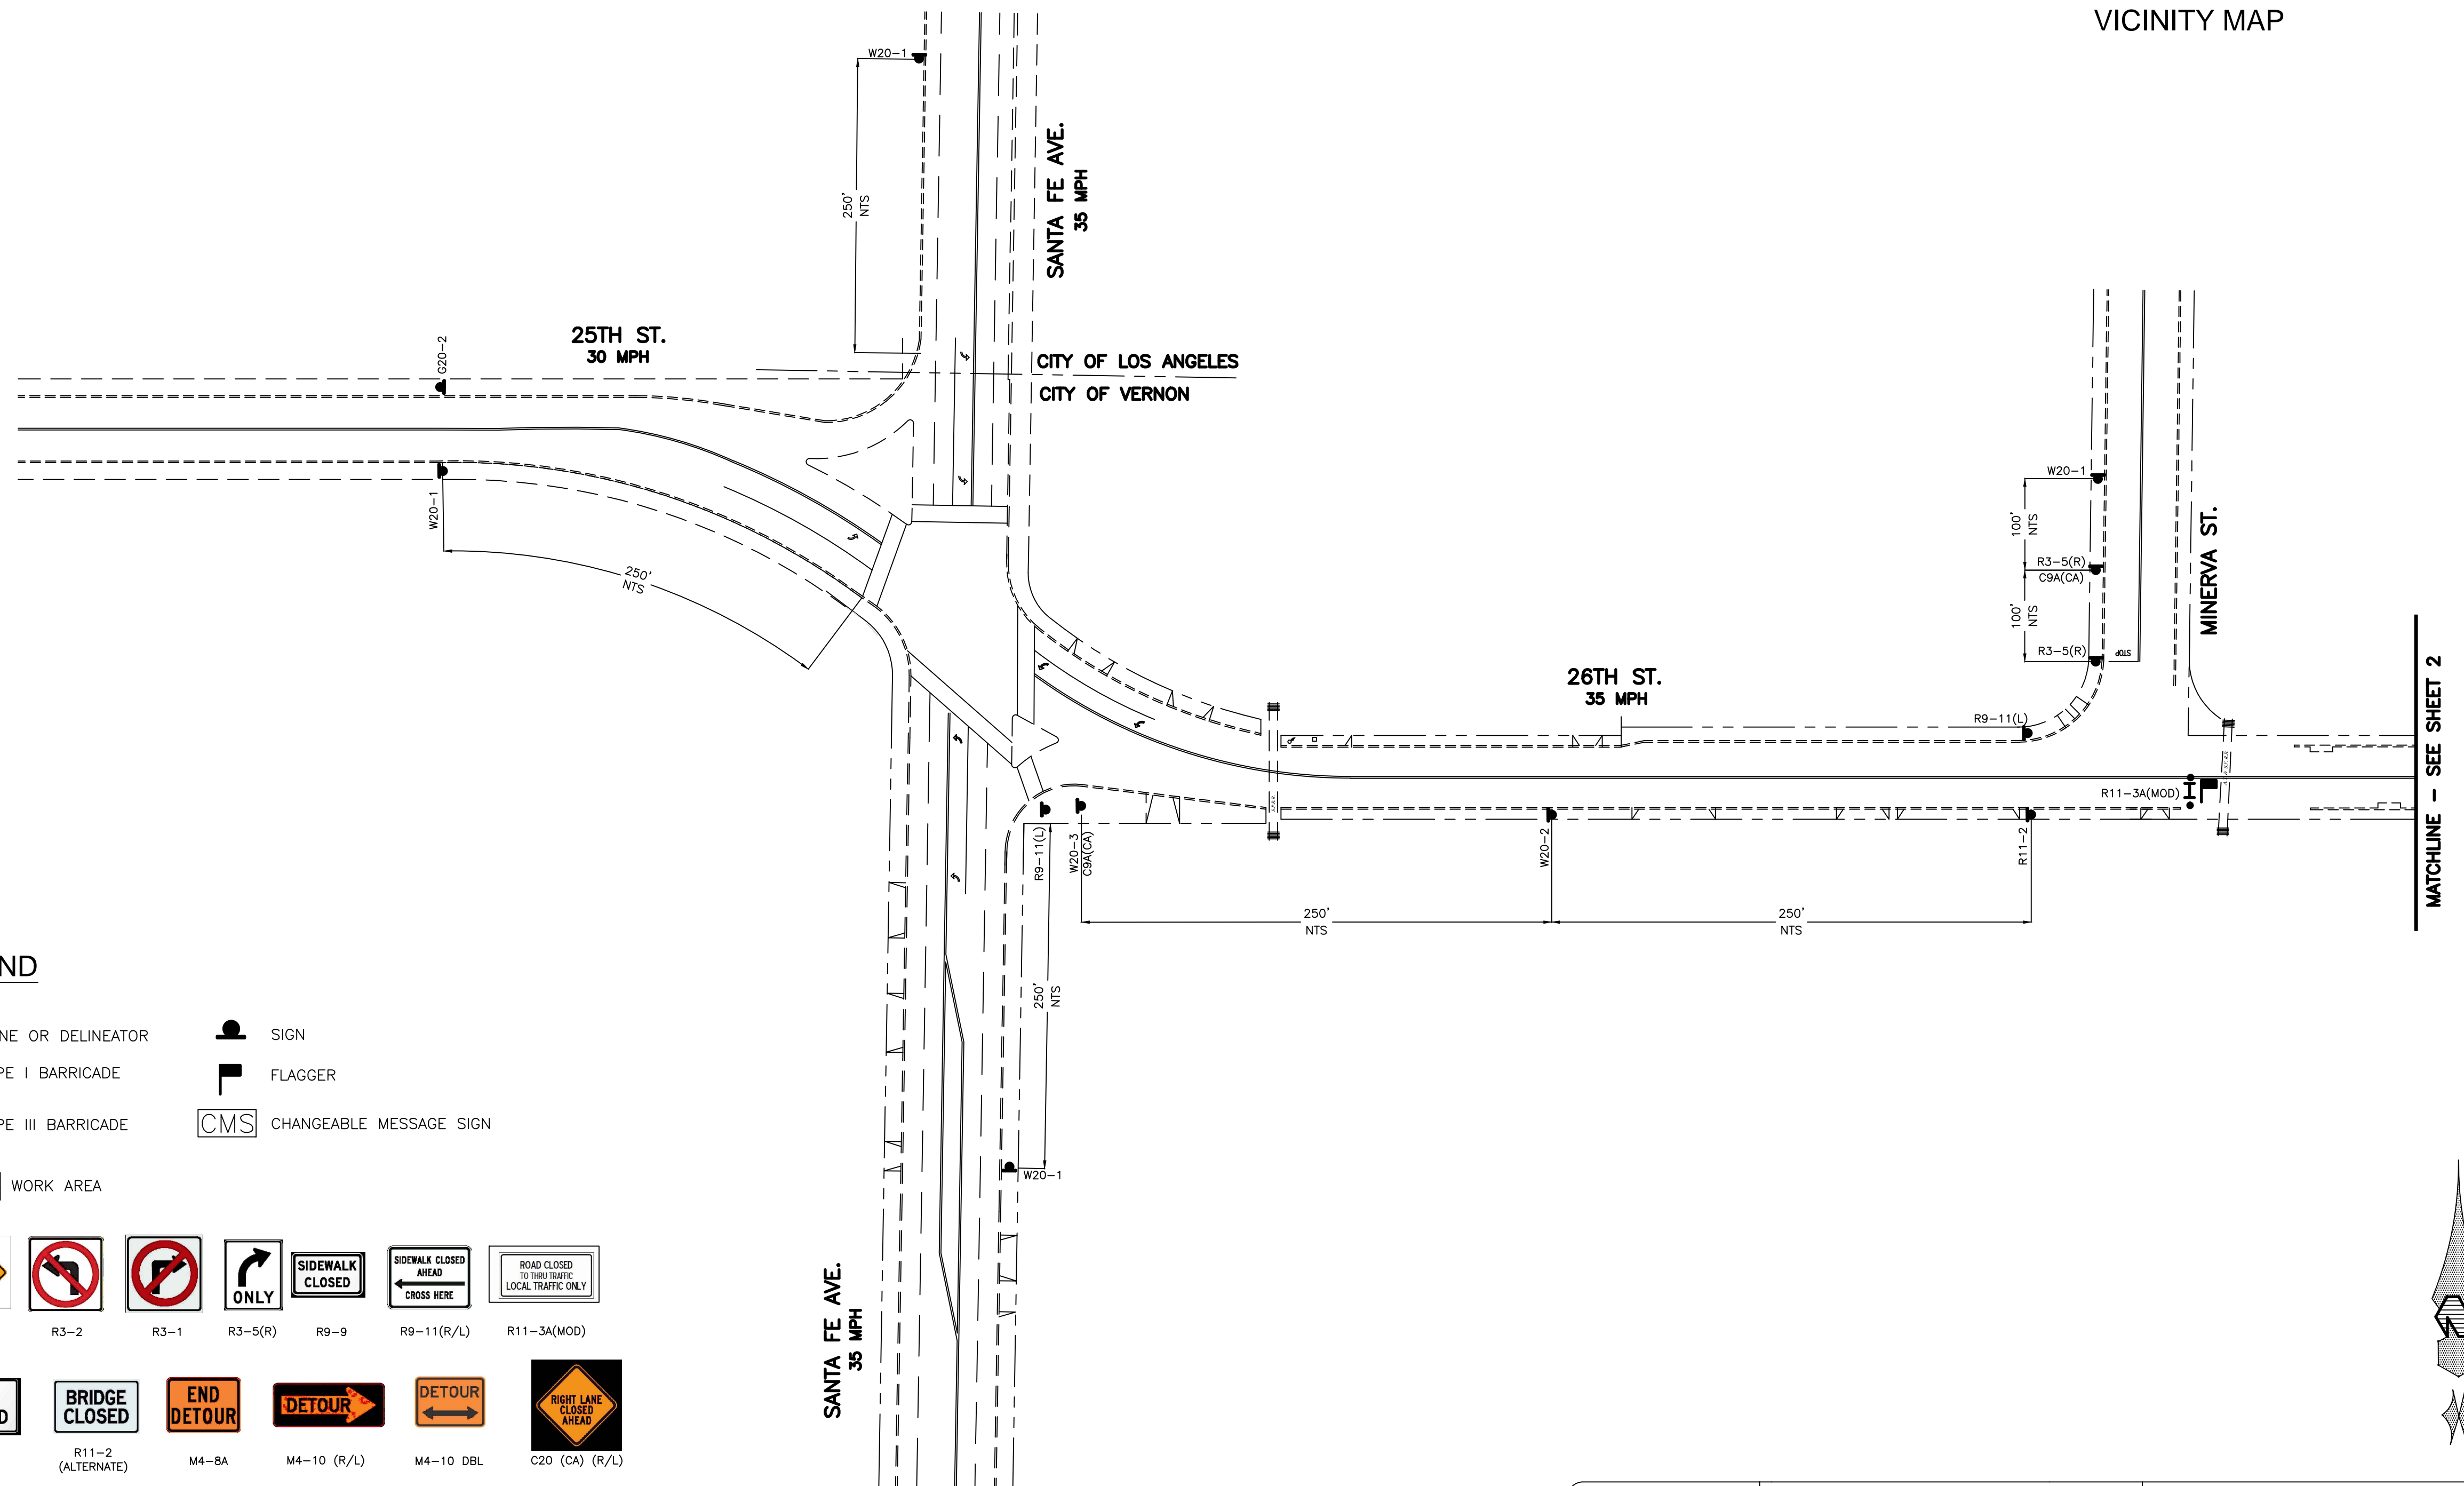 VICINITY MAP
W20-1
250'
NTS
SANTA FE AVE.
35 MPH
25TH ST.
30 MPH
G20-2
CITY OF LOS ANGELES
CITY OF VERNON
W20-1
250'
NTS
W20-1
100'
NTS
R3-5(R)
C9A(CA)
100'
NTS
R3-5(R)
STOP
MINERVA ST.
MATCHLINE - SEE SHEET 2
26TH ST.
35 MPH
R9-11(L)
R11-3A(MOD)
R9-11(L)
W20-3
C9A(CA)
W20-2
R11-2
250'
NTS
250'
NTS
250'
NTS
W20-1
SANTA FE AVE.
35 MPH
ND
NE OR DELINEATOR
SIGN
PE I BARRICADE
FLAGGER
PE III BARRICADE
CMS
CHANGEABLE MESSAGE SIGN
WORK AREA
ONLY
SIDEWALK
CLOSED
SIDEWALK CLOSED
AHEAD
CROSS HERE
ROAD CLOSED
TO THRU TRAFFIC
LOCAL TRAFFIC ONLY
R3-2
R3-1
R3-5(R)
R9-9
R9-11(R/L)
R11-3A(MOD)
D
BRIDGE
CLOSED
END
DETOUR
DETOUR
DETOUR
RIGHT LANE
CLOSED
AHEAD
R11-2
(ALTERNATE)
M4-8A
M4-10 (R/L)
M4-10 DBL
C20 (CA) (R/L)